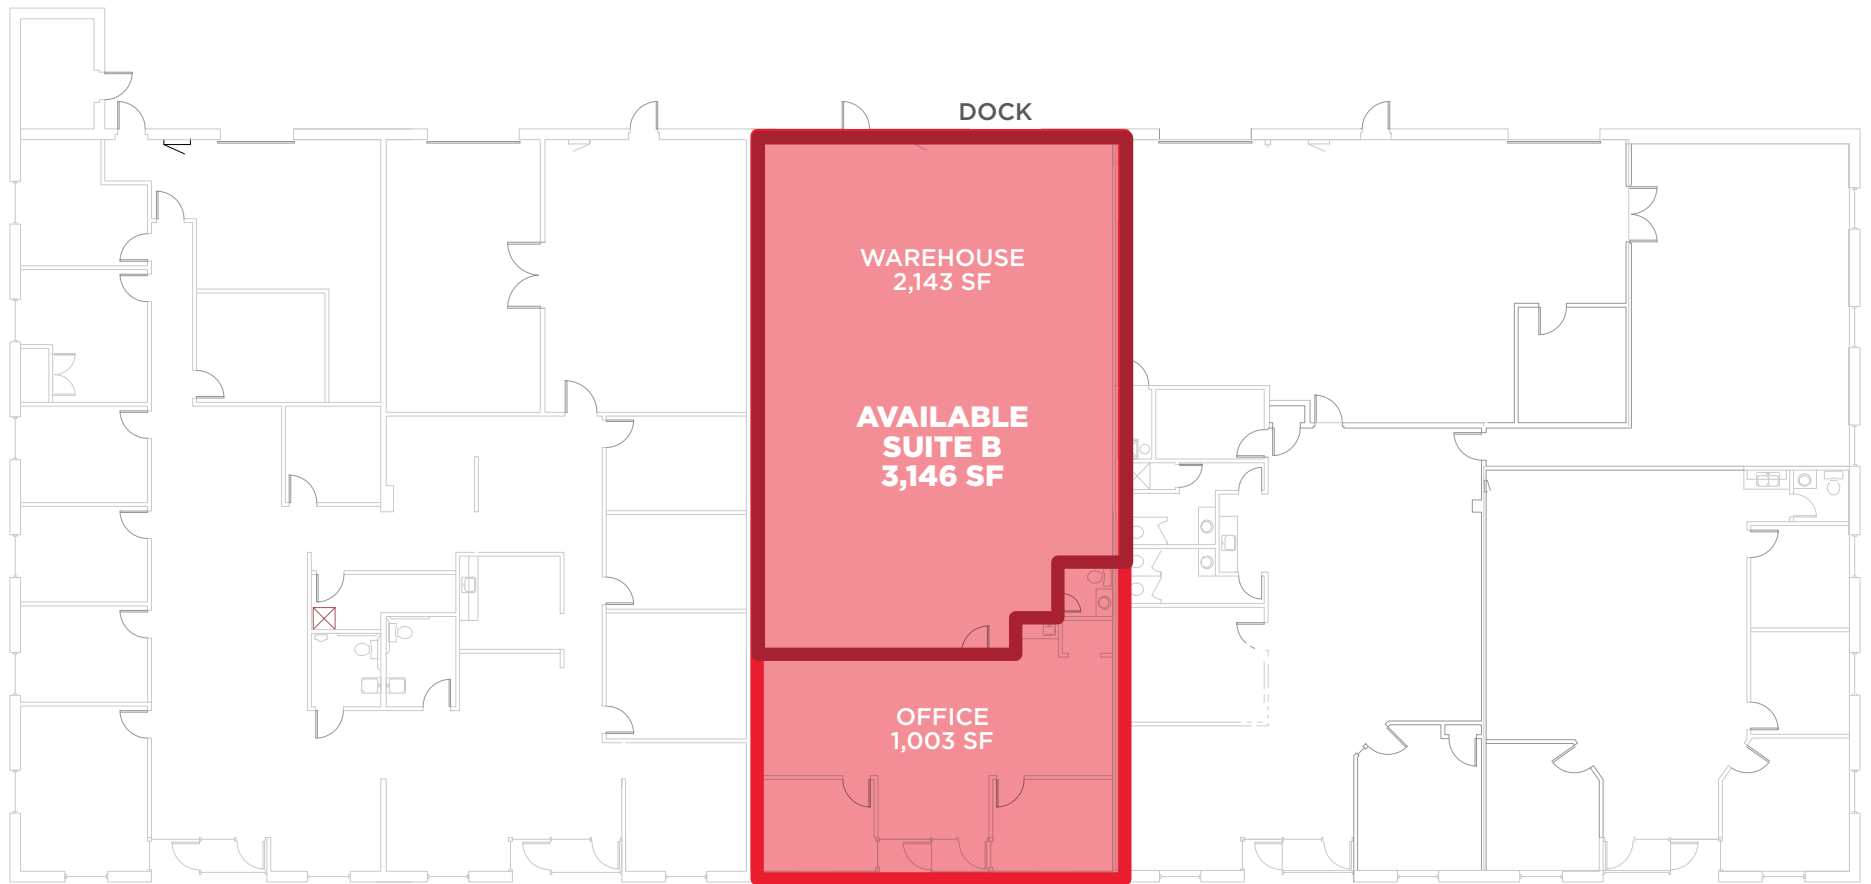 DOCK
WAREHOUSE
2,143 SF
AVAILABLE
SUITE B
3,146 SF
OFFICE
1,003 SF